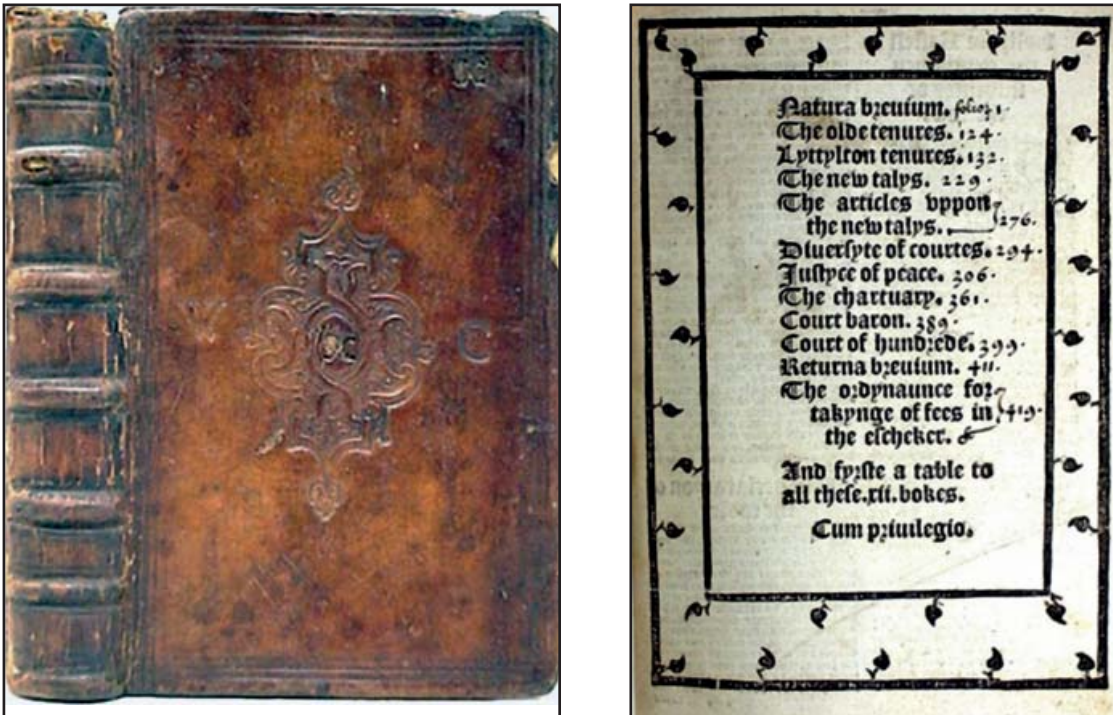 C
Natura breuium. folio 1.
The olde tenures. 124.
Lyttylton tenures. 132.
The new talys. 229.
The articles vppon
the new talys. 276.
Diuersyte of courtes. 294.
Justyce of peace. 306.
The chartuary. 361.
Court baron. 389.
Court of hundrede. 399.
Returna breuium. 411.
The ordynaunce for
takynge of fees in 419.
the escheker.
And fyrste a table to
all these .xii. bokes.
Cum priuilegio.